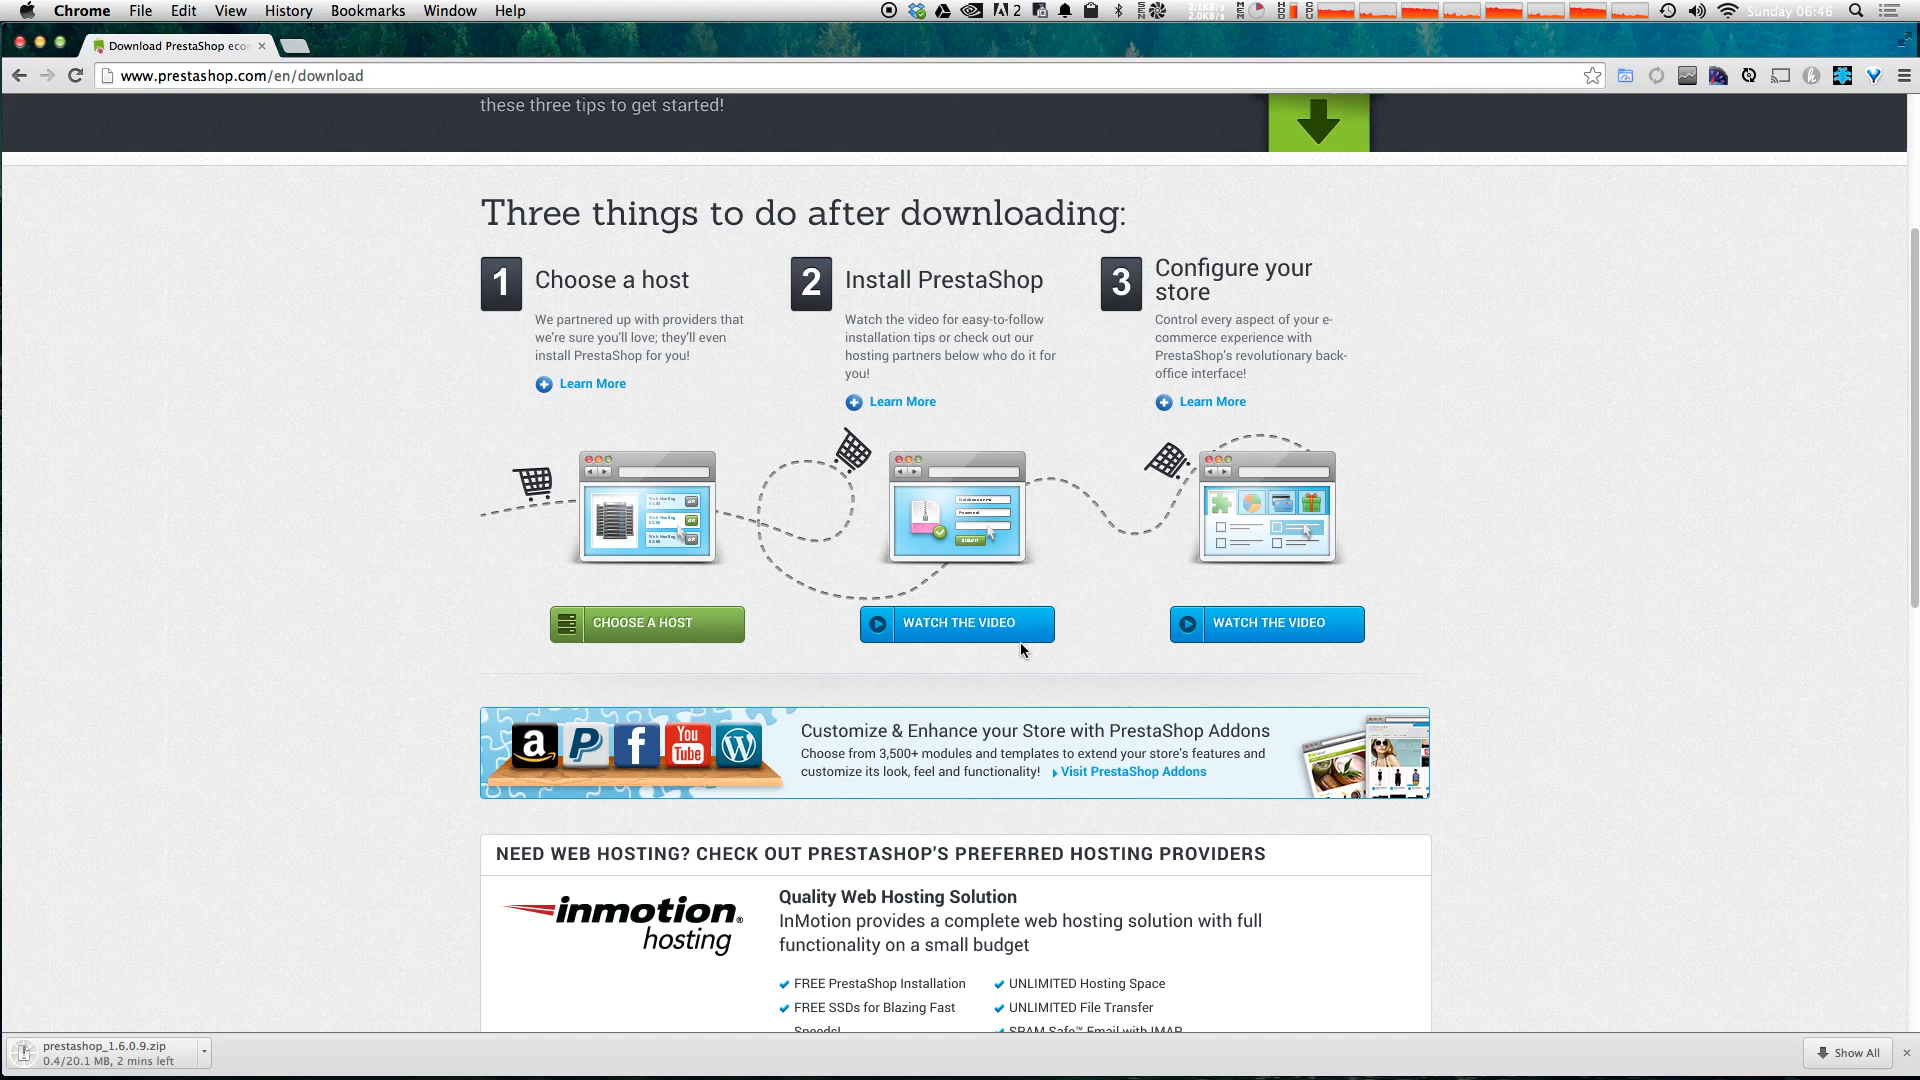 Chrome File Edit View History Bookmarks Window Help
2
Sunday 06:46
Download PrestaShop eco
www.prestashop.com/en/download
these three tips to get started!
Three things to do after downloading:
1 Choose a host
We partnered up with providers that
we're sure you'll love; they'll even
install PrestaShop for you!
Learn More
2 Install PrestaShop
Watch the video for easy-to-follow
installation tips or check out our
hosting partners below who do it for
you!
Learn More
3 Configure your
store
Control every aspect of your e-
commerce experience with
PrestaShop's revolutionary back-
office interface!
Learn More
CHOOSE A HOST
WATCH THE VIDEO
WATCH THE VIDEO
a
P
f
You
Tube
W
Customize & Enhance your Store with PrestaShop Addons
Choose from 3,500+ modules and templates to extend your store's features and
customize its look, feel and functionality! Visit PrestaShop Addons
NEED WEB HOSTING? CHECK OUT PRESTASHOP'S PREFERRED HOSTING PROVIDERS
inmotion
hosting
Quality Web Hosting Solution
InMotion provides a complete web hosting solution with full
functionality on a small budget
FREE PrestaShop Installation
FREE SSDs for Blazing Fast
Speeds!
UNLIMITED Hosting Space
UNLIMITED File Transfer
SPAM Safe™ Email with IMAP
prestashop_1.6.0.9.zip
0.4/20.1 MB, 2 mins left
Show All